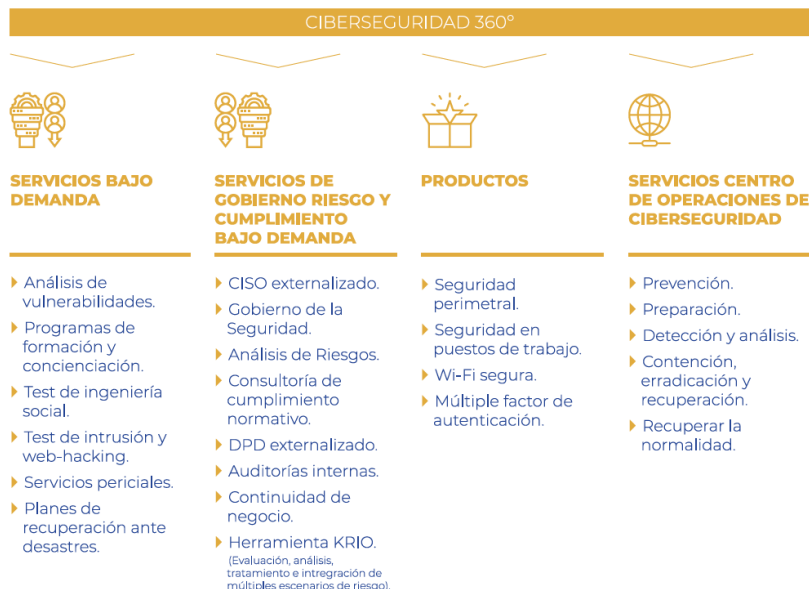 CIBERSEGURIDAD 360º
SERVICIOS BAJO
DEMANDA
Análisis de
vulnerabilidades.
Programas de
formación y
concienciación.
Test de ingeniería
social.
Test de intrusión y
web-hacking.
Servicios periciales.
Planes de
recuperación ante
desastres.
SERVICIOS DE
GOBIERNO RIESGO Y
CUMPLIMIENTO
BAJO DEMANDA
CISO externalizado.
Gobierno de la
Seguridad.
Análisis de Riesgos.
Consultoría de
cumplimiento
normativo.
DPD externalizado.
Auditorías internas.
Continuidad de
negocio.
Herramienta KRIO.
(Evaluación, análisis,
tratamiento e intregración de
múltiples escenarios de riesgo).
PRODUCTOS
Seguridad
perimetral.
Seguridad en
puestos de trabajo.
Wi-Fi segura.
Múltiple factor de
autenticación.
SERVICIOS CENTRO
DE OPERACIONES DE
CIBERSEGURIDAD
Prevención.
Preparación.
Detección y análisis.
Contención,
erradicación y
recuperación.
Recuperar la
normalidad.